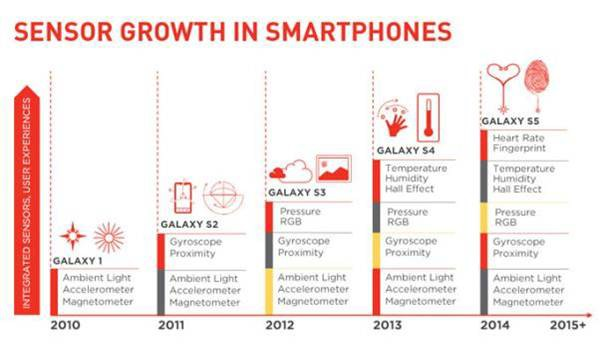 SENSOR GROWTH IN SMARTPHONES
INTEGRATED SENSORS, USER EXPERIENCES
GALAXY 1
Ambient Light
Accelerometer
Magnetometer
2010
GALAXY S2
Gyroscope
Proximity
Ambient Light
Accelerometer
Magnetometer
2011
GALAXY S3
Pressure
RGB
Gyroscope
Proximity
Ambient Light
Accelerometer
Magnetometer
2012
GALAXY S4
Temperature
Humidity
Hall Effect
Pressure
RGB
Gyroscope
Proximity
Ambient Light
Accelerometer
Magnetometer
2013
GALAXY S5
Heart Rate
Fingerprint
Temperature
Humidity
Hall Effect
Pressure
RGB
Gyroscope
Proximity
Ambient Light
Accelerometer
Magnetometer
2014
2015+